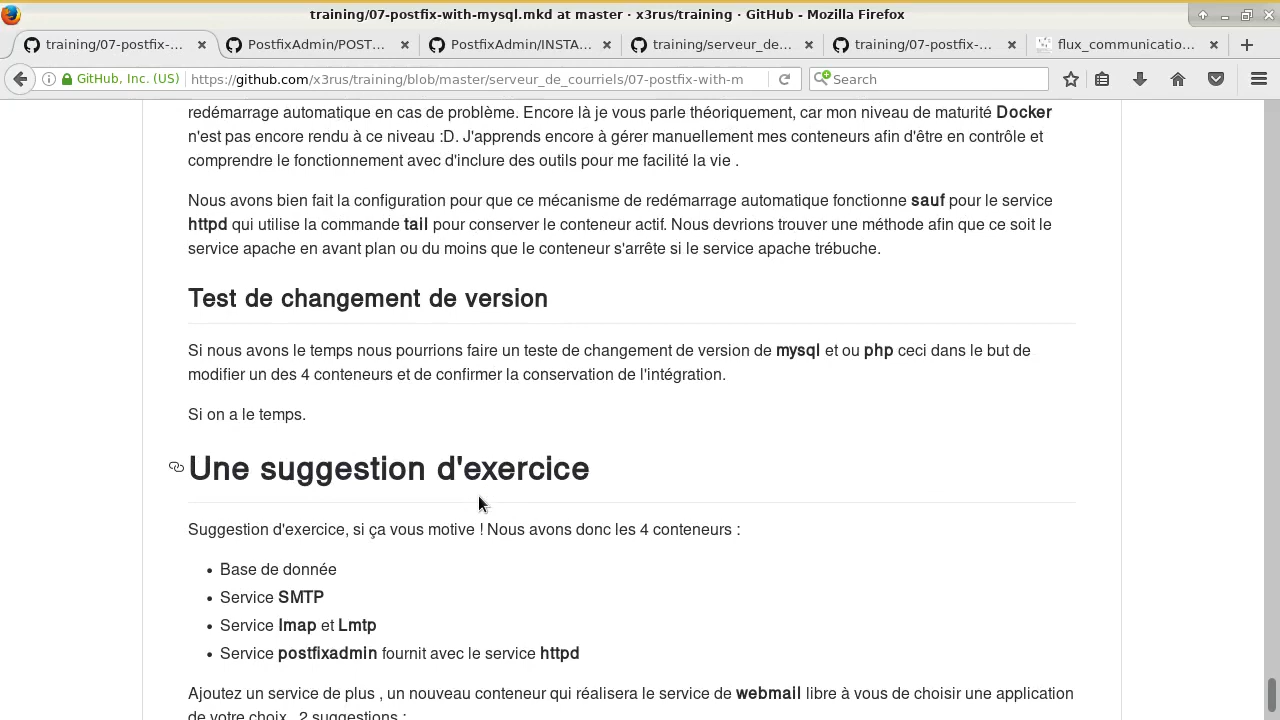 training/07-postfix-with-mysql.mkd at master · x3rus/training · GitHub - Mozilla Firefox
training/07-postfix-... PostfixAdmin/POST... PostfixAdmin/INSTA... training/serveur_de... training/07-postfix-... flux_communicatio...
GitHub, Inc. (US) https://github.com/x3rus/training/blob/master/serveur_de_courriels/07-postfix-with-m Search
redémarrage automatique en cas de problème. Encore là je vous parle théoriquement, car mon niveau de maturité Docker
n'est pas encore rendu à ce niveau :D. J'apprends encore à gérer manuellement mes conteneurs afin d'être en contrôle et
comprendre le fonctionnement avec d'inclure des outils pour me facilité la vie .
Nous avons bien fait la configuration pour que ce mécanisme de redémarrage automatique fonctionne sauf pour le service
httpd qui utilise la commande tail pour conserver le conteneur actif. Nous devrions trouver une méthode afin que ce soit le
service apache en avant plan ou du moins que le conteneur s'arrête si le service apache trébuche.
Test de changement de version
Si nous avons le temps nous pourrions faire un teste de changement de version de mysql et ou php ceci dans le but de
modifier un des 4 conteneurs et de confirmer la conservation de l'intégration.
Si on a le temps.
Une suggestion d'exercice
Suggestion d'exercice, si ça vous motive ! Nous avons donc les 4 conteneurs :
• Base de donnée
• Service SMTP
• Service Imap et Lmtp
• Service postfixadmin fournit avec le service httpd
Ajoutez un service de plus , un nouveau conteneur qui réalisera le service de webmail libre à vous de choisir une application
de votre choix , 2 suggestions :